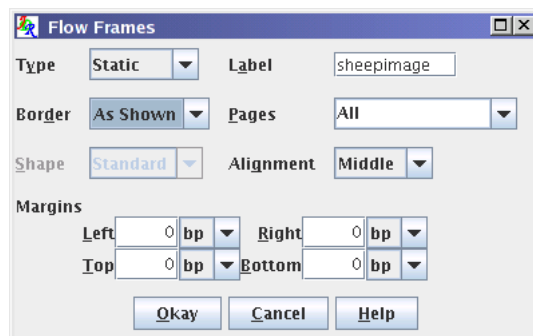 Flow Frames
Type Static Label sheepimage
Border As Shown Pages All
Shape Standard Alignment Middle
Margins
Left 0 bp Right 0 bp
Top 0 bp Bottom 0 bp
Okay Cancel Help